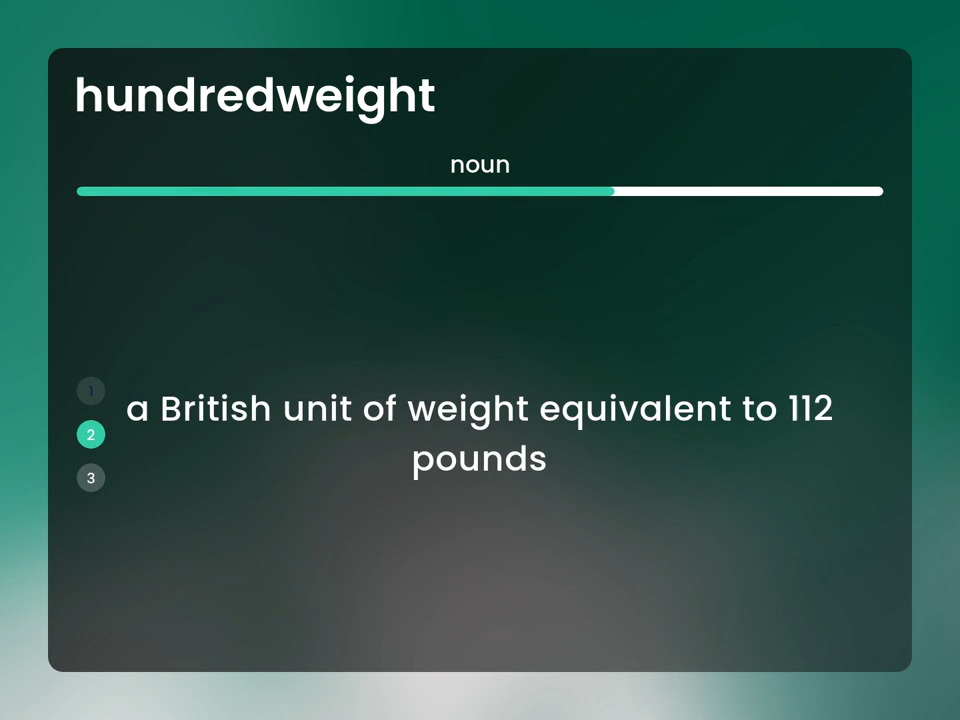 hundredweight
noun
1
a British unit of weight equivalent to 112
2
pounds
3